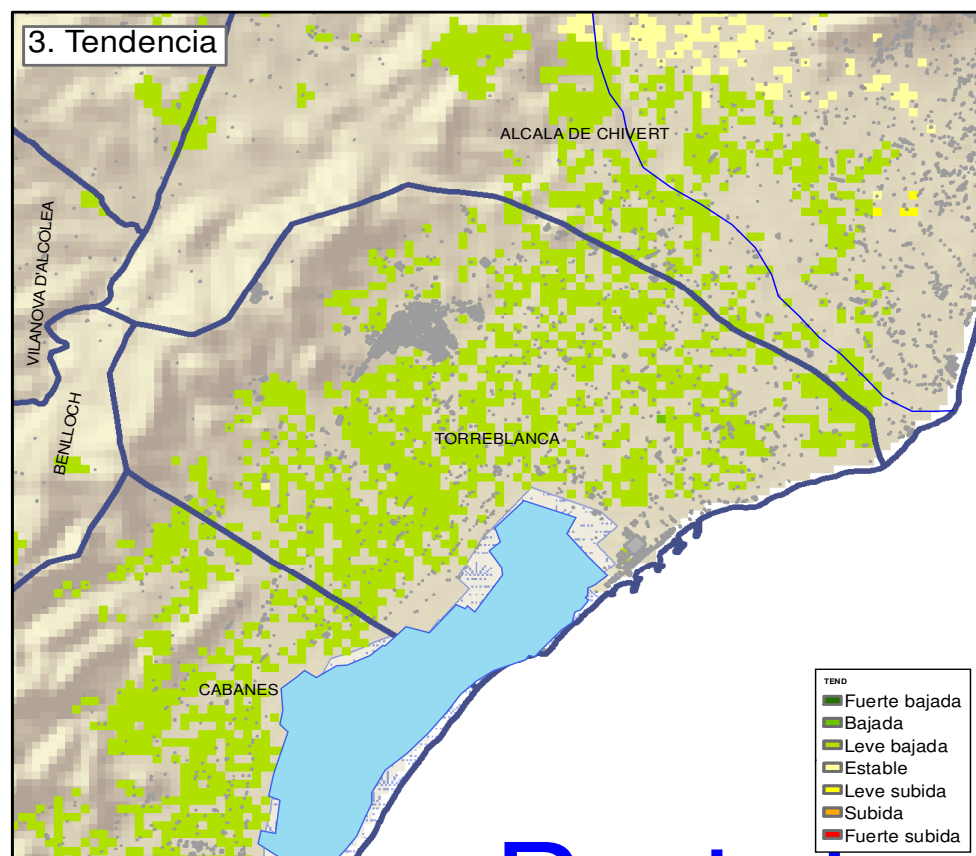 3. Tendencia
ALCALA DE CHIVERT
VILANOVA D'ALCOLEA
BENLLOCH
TORREBLANCA
CABANES
TEND
Fuerte bajada
Bajada
Leve bajada
Estable
Leve subida
Subida
Fuerte subida